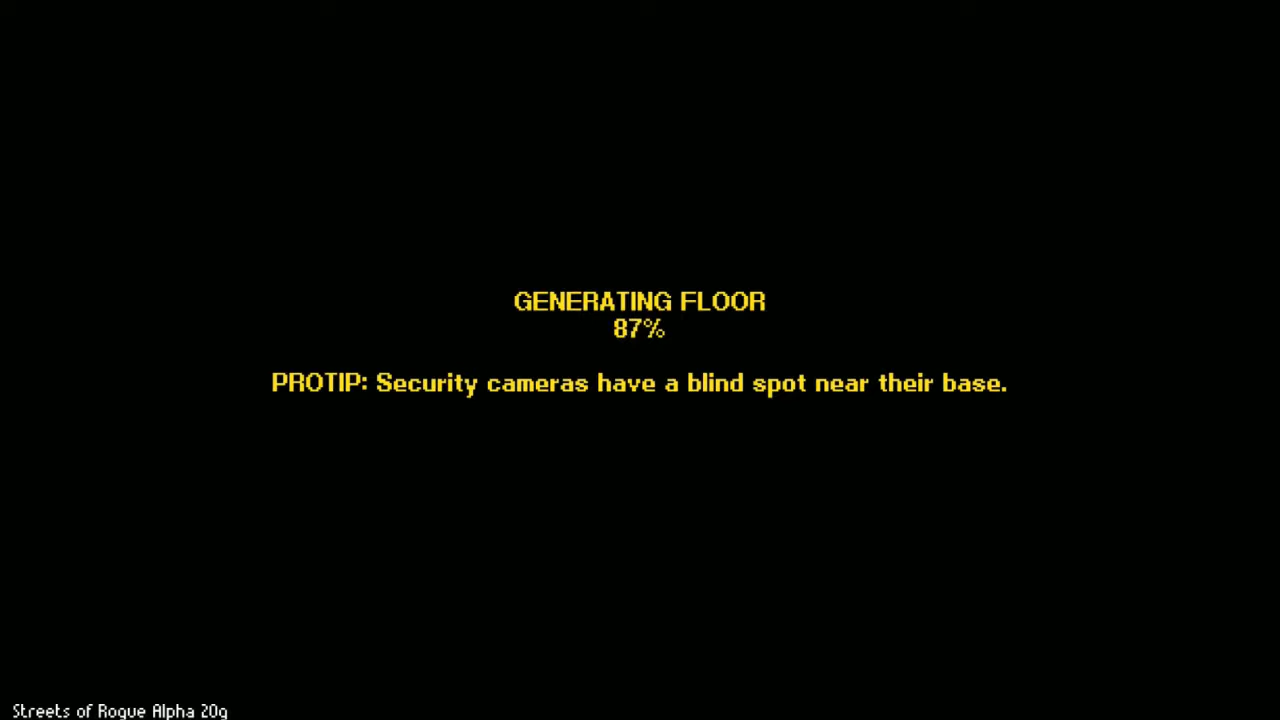 GENERATING FLOOR
87%
PROTIP: Security cameras have a blind spot near their base.
Streets of Rogue Alpha 20g